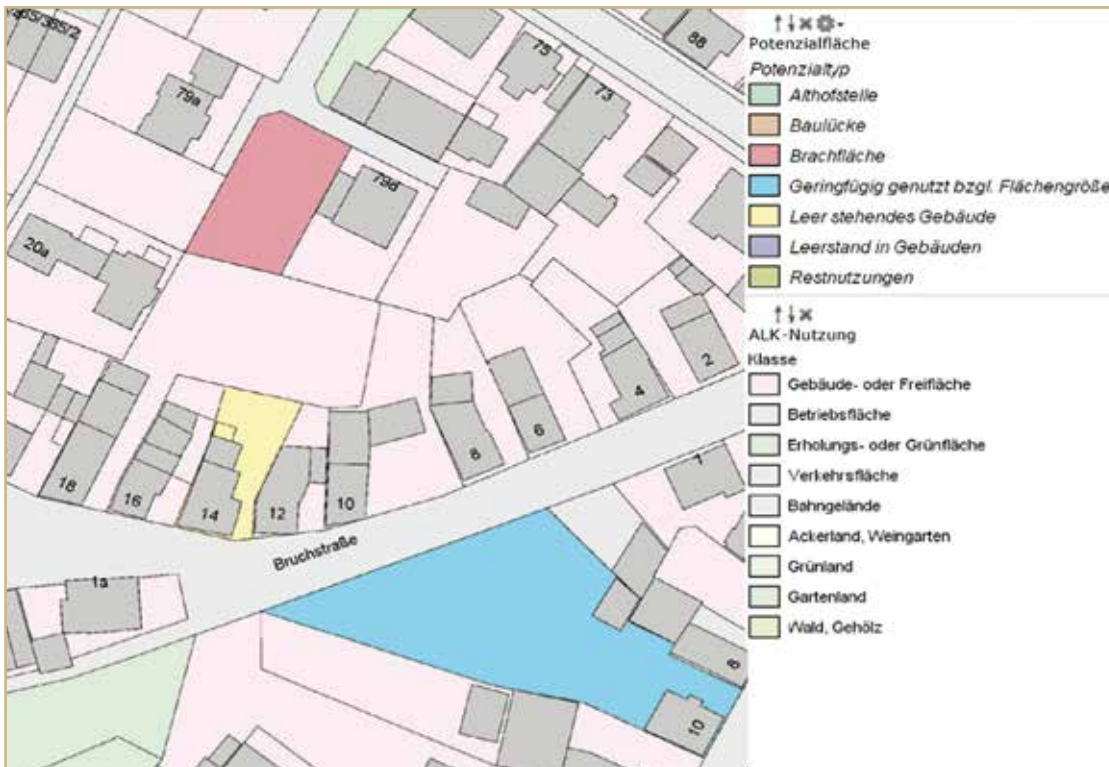 88
75
73
79a
79d
20a
2
4
6
8
10
12
14
16
18
1
Bruchstraße
1a
8
10
Potenzialfläche
Potenzialtyp
Althofstelle
Baulücke
Brachfläche
Geringfügig genutzt bzgl. Flächengröße
Leer stehendes Gebäude
Leerstand in Gebäuden
Restnutzungen
ALK-Nutzung
Klasse
Gebäude- oder Freifläche
Betriebsfläche
Erholungs- oder Grünfläche
Verkehrsfläche
Bahngelände
Ackerland, Weingarten
Grünland
Gartenland
Wald, Gehölz